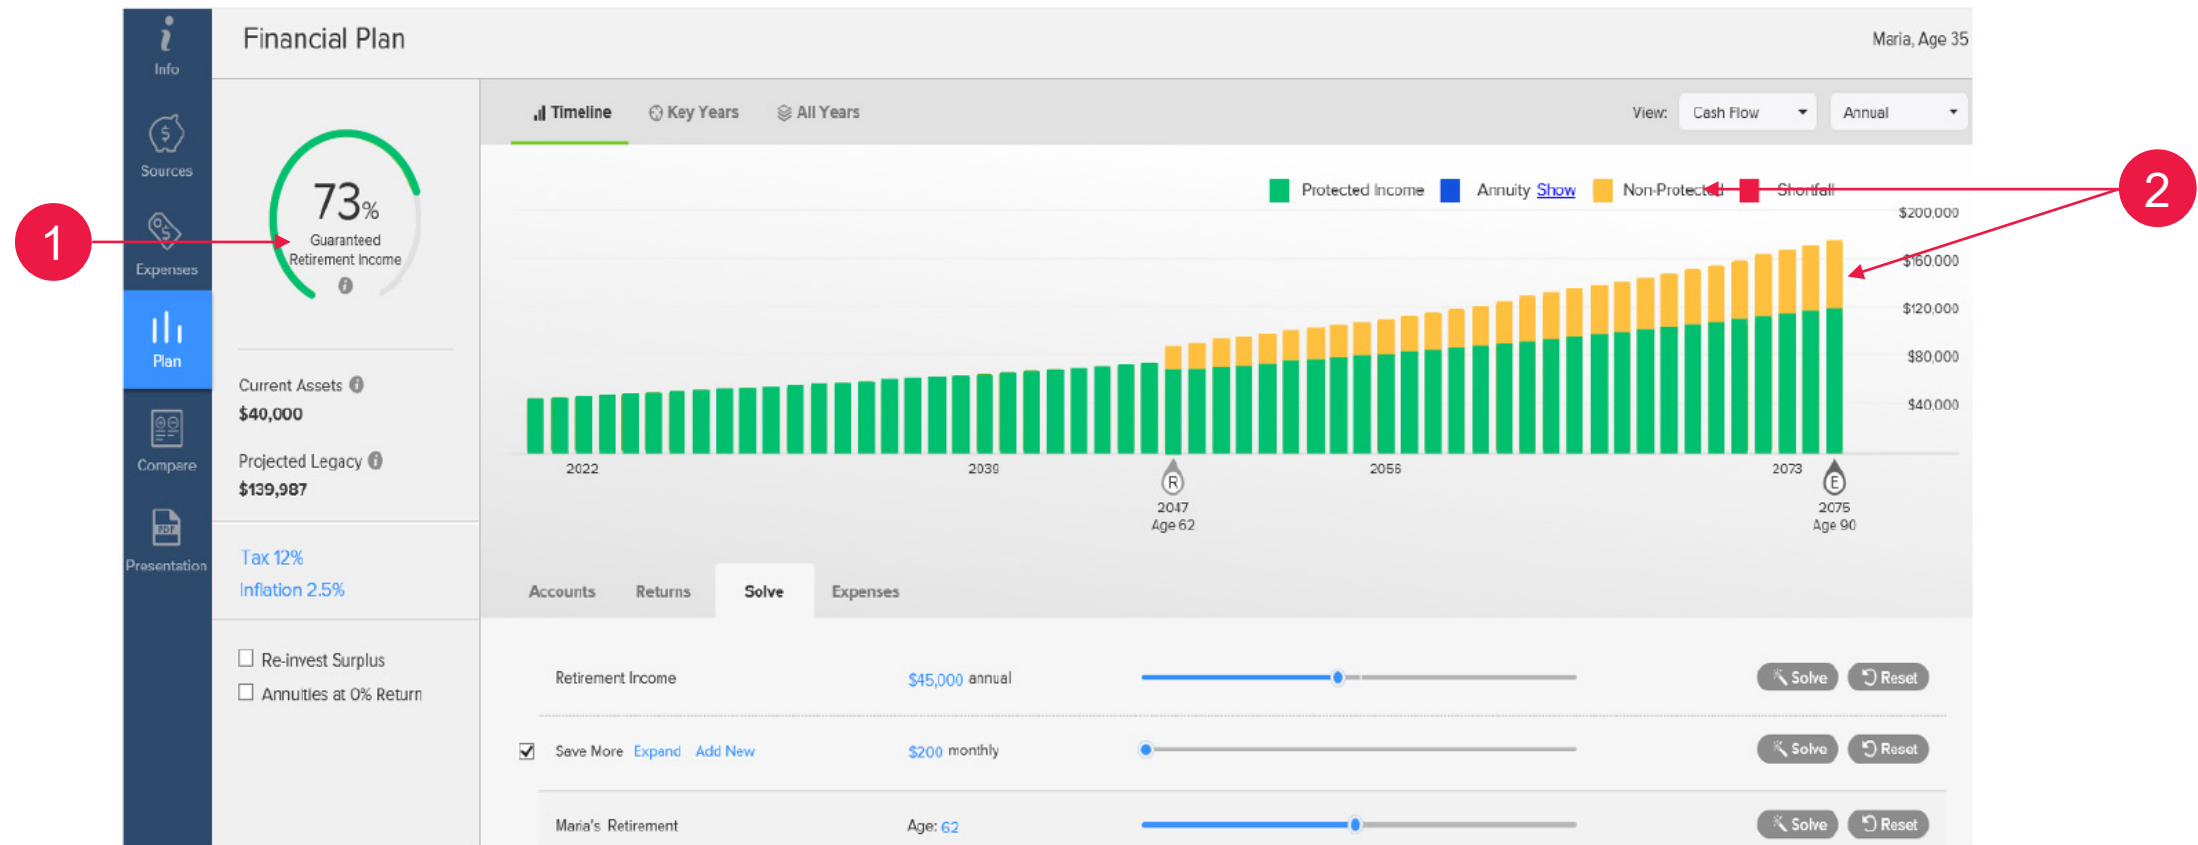 Info
Sources
Expenses
Plan
Compare
PDF
Presentation
Financial Plan
Maria, Age 35
1
73%
Guaranteed
Retirement Income
Current Assets
$40,000
Projected Legacy
$139,987
Tax 12%
Inflation 2.5%
Re-invest Surplus
Annuities at 0% Return
Timeline Key Years All Years
View: Cash Flow Annual
Protected Income Annuity Show Non-Protected Shortfall
2
$200,000
$160,000
$120,000
$80,000
$40,000
2022 2039 2056 2073
R E
2047 2075
Age 62 Age 90
Accounts Returns Solve Expenses
Retirement Income $45,000 annual Solve Reset
Save More Expand Add New $200 monthly Solve Reset
Maria's Retirement Age: 62 Solve Reset